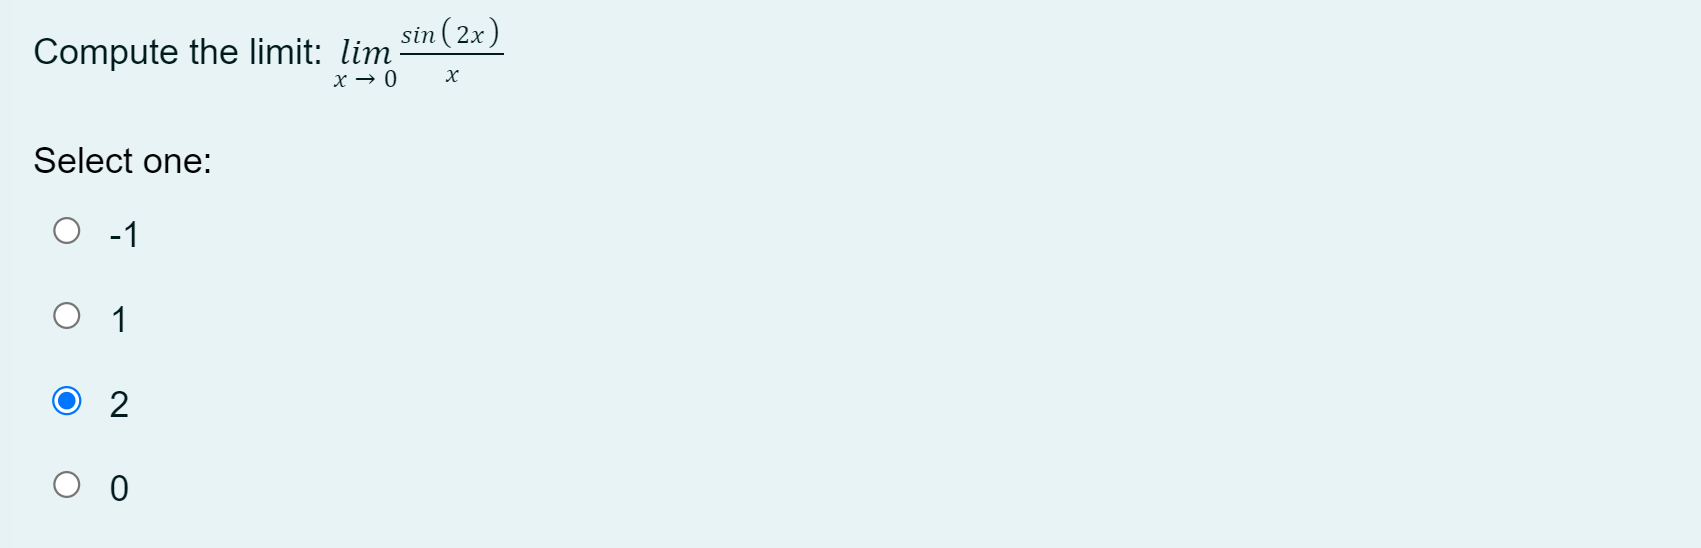 Compute the limit: lim x → 0 sin(2x) / x
Select one:
-1
1
2
0